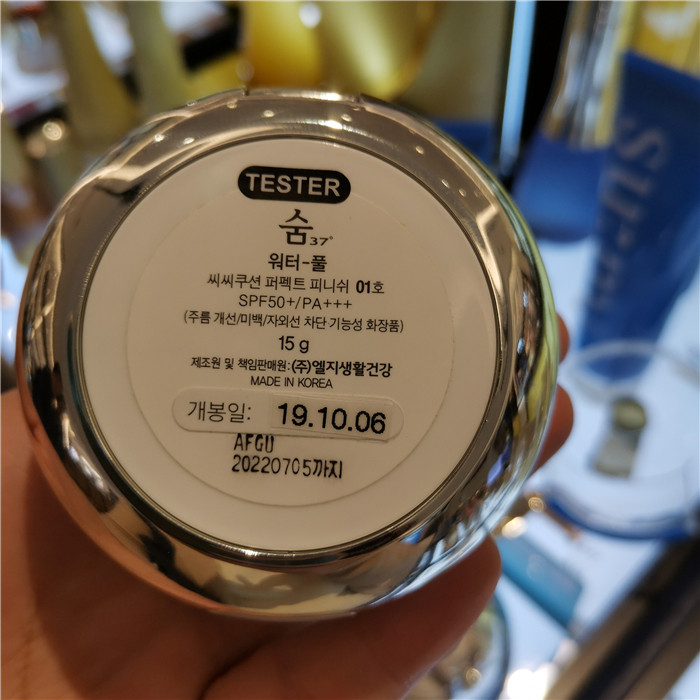 TESTER
숨37°
워터-풀
씨씨쿠션 퍼펙트 피니쉬 01호
SPF50+/PA+++
(주름 개선/미백/자외선 차단 기능성 화장품)
15 g
제조원 및 책임판매원: (주)엘지생활건강
MADE IN KOREA
개봉일: 19.10.06
AFGU
20220705까지